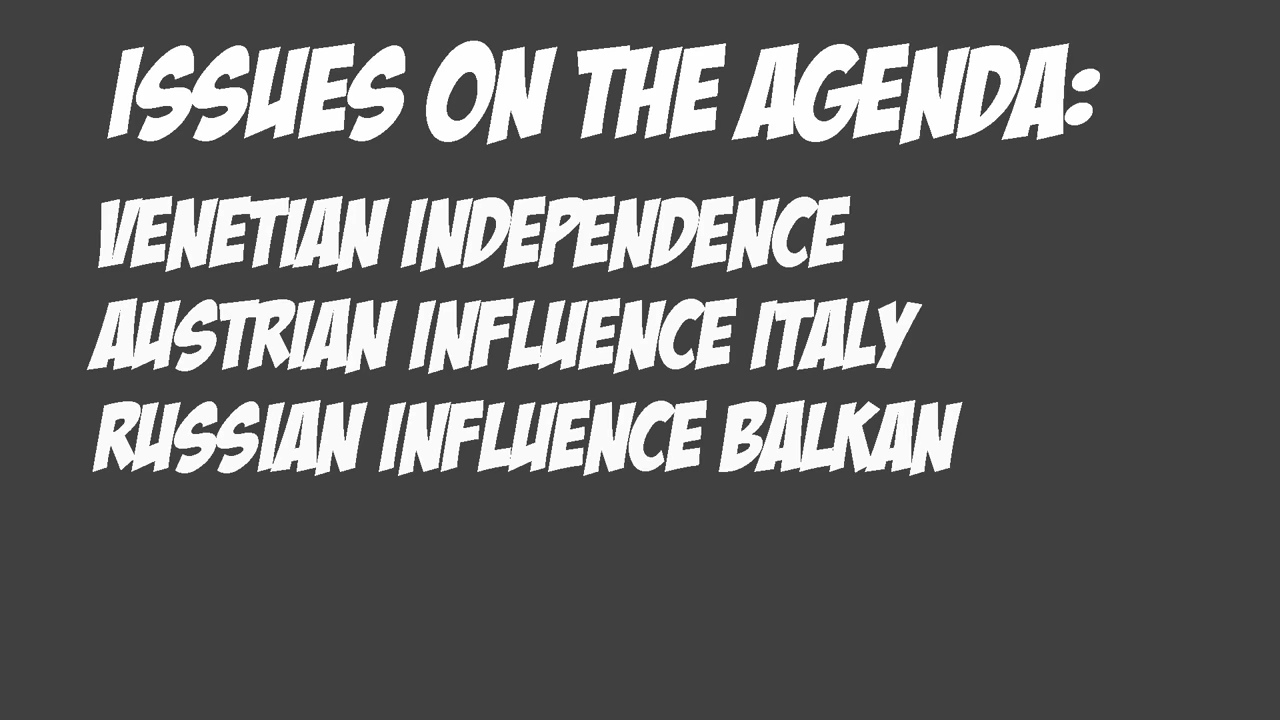 ISSUES ON THE AGENDA:
VENETIAN INDEPENDENCE
AUSTRIAN INFLUENCE ITALY
RUSSIAN INFLUENCE BALKAN